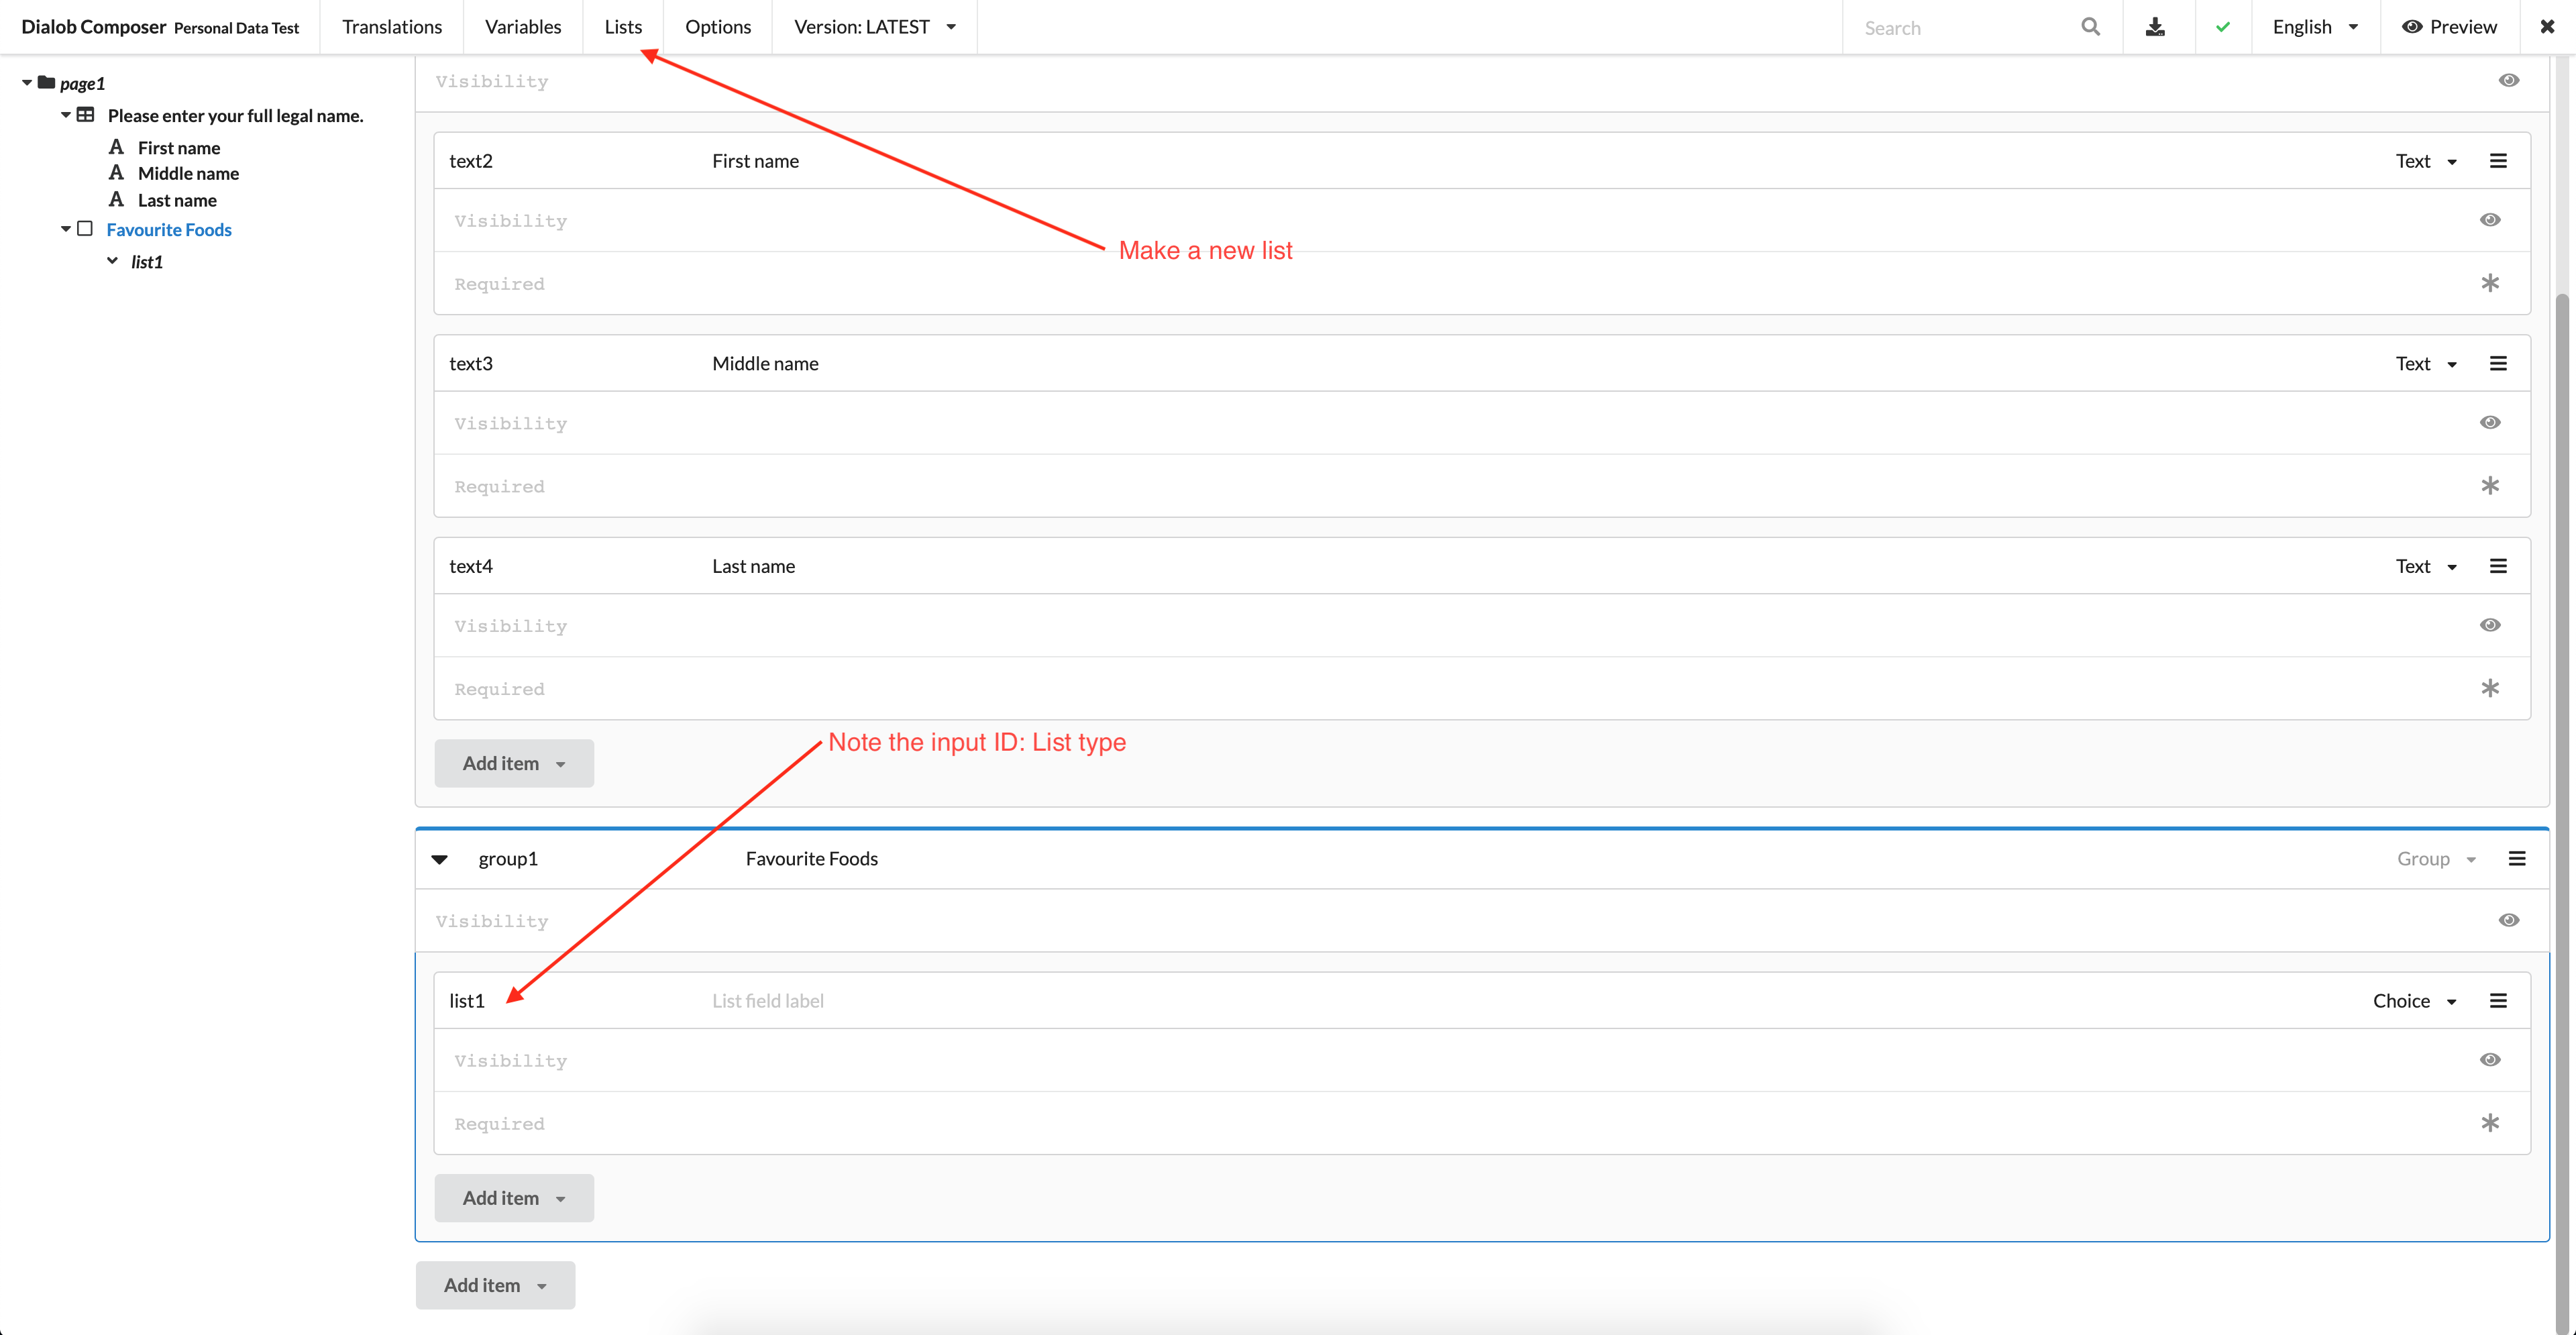 Dialob Composer Personal Data Test Translations Variables Lists Options Version: LATEST Search English Preview
page1
Please enter your full legal name.
First name
Middle name
Last name
Favourite Foods
list1
Visibility
text2 First name Text
Visibility
Make a new list
Required
text3 Middle name Text
Visibility
Required
text4 Last name Text
Visibility
Required
Note the input ID: List type
Add item
group1 Favourite Foods Group
Visibility
list1 List field label Choice
Visibility
Required
Add item
Add item